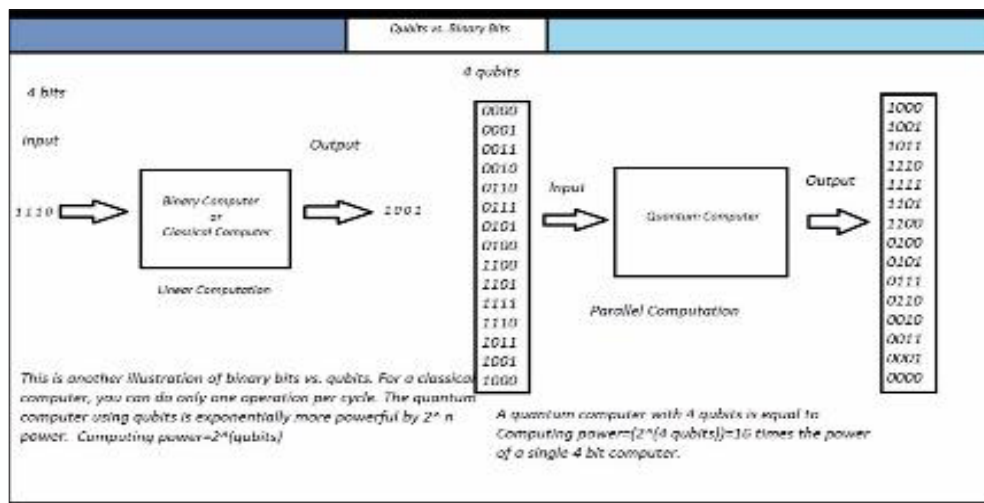 Qubits vs. Binary Bits
4 bits
Input
1110
Binary Computer
or
Classical Computer
Linear Computation
Output
1001
4 qubits
0000
0001
0011
0010
0110
0111
0101
0100
1100
1101
1111
1110
1011
1001
1000
Input
Quantum Computer
Parallel Computation
Output
1000
1001
1011
1110
1111
1101
1100
0100
0101
0111
0110
0010
0011
0001
0000
This is another illustration of binary bits vs. qubits. For a classical
computer, you can do only one operation per cycle. The quantum
computer using qubits is exponentially more powerful by 2^ n
power. Computing power=2^(qubits)
A quantum computer with 4 qubits is equal to
Computing power=(2^(4 qubits))=16 times the power
of a single 4 bit computer.